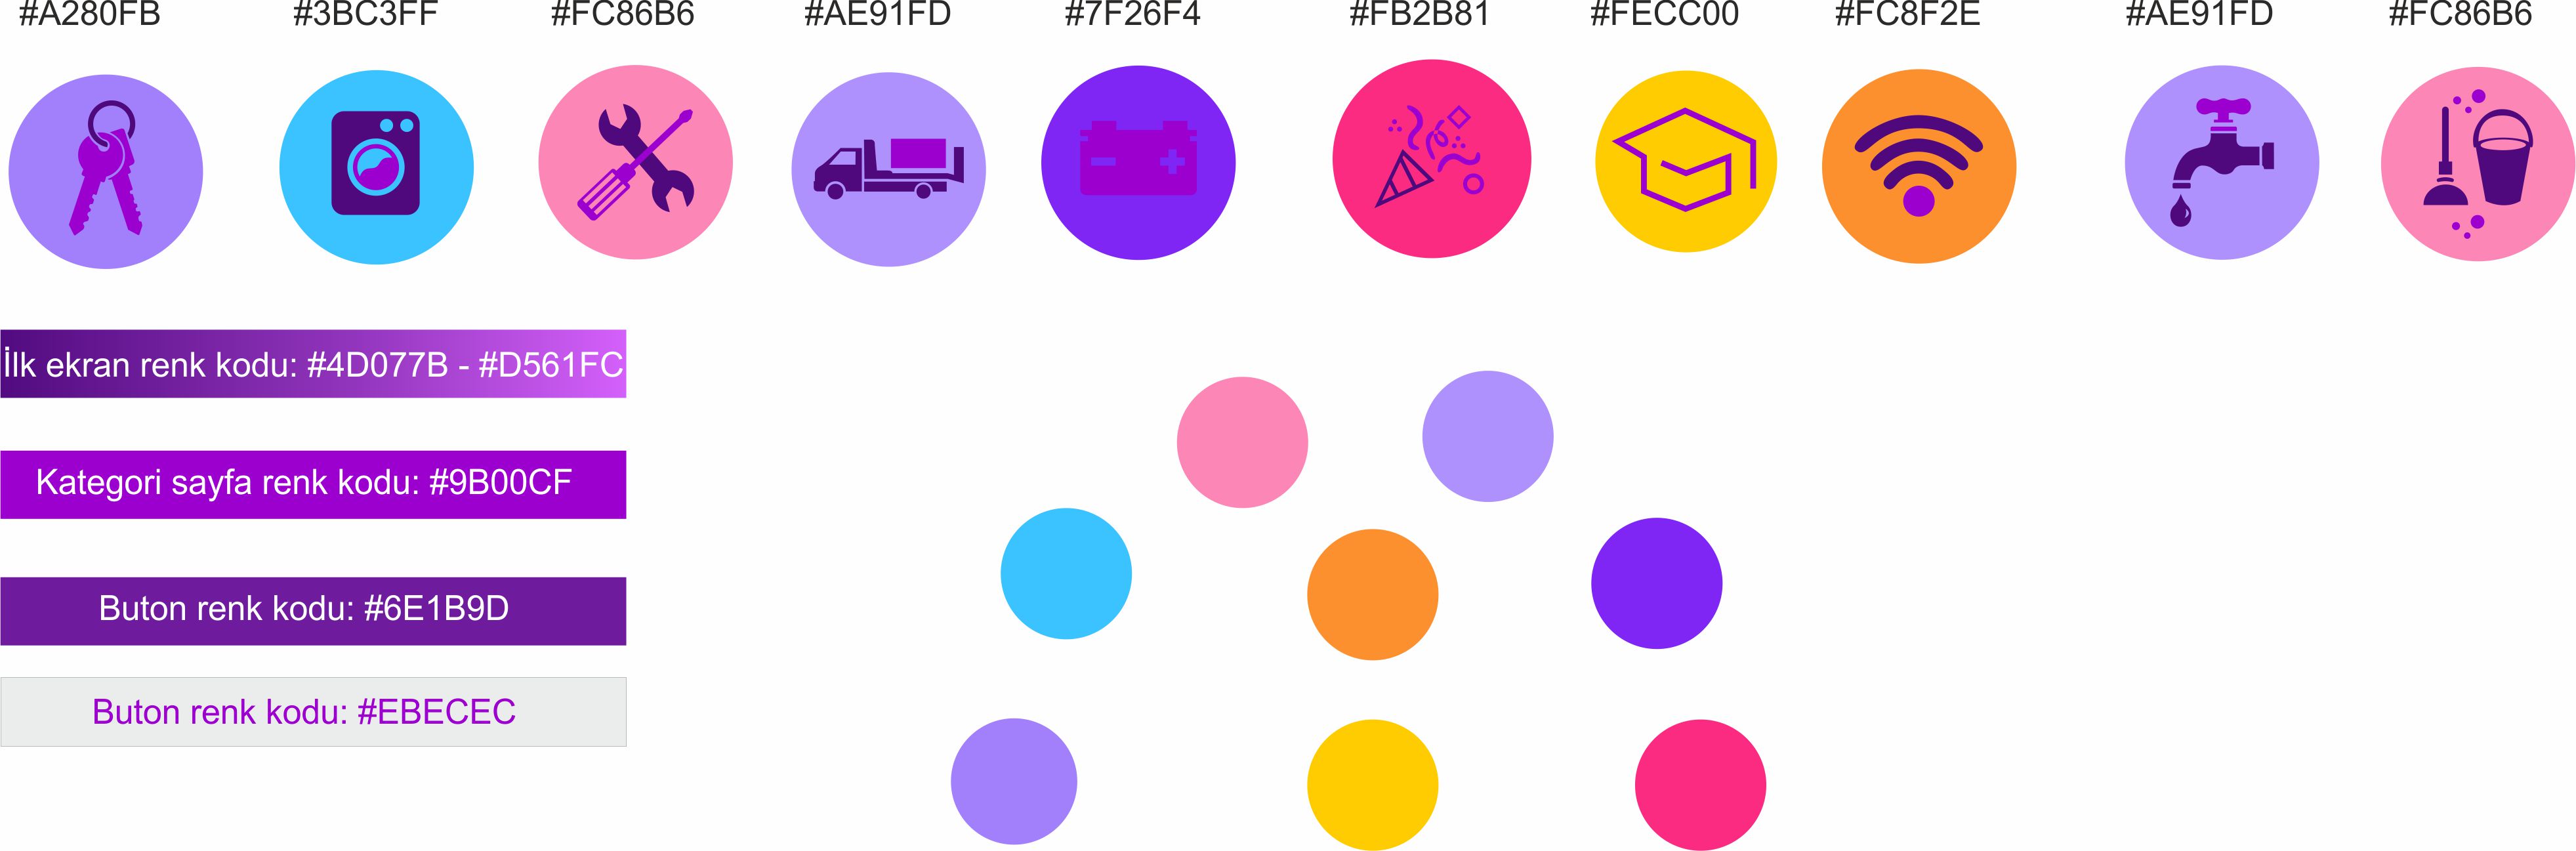 #A280FB
#3BC3FF
#FC86B6
#AE91FD
#7F26F4
#FB2B81
#FECC00
#FC8F2E
#AE91FD
#FC86B6
İlk ekran renk kodu: #4D077B - #D561FC
Kategori sayfa renk kodu: #9B00CF
Buton renk kodu: #6E1B9D
Buton renk kodu: #EBECEC